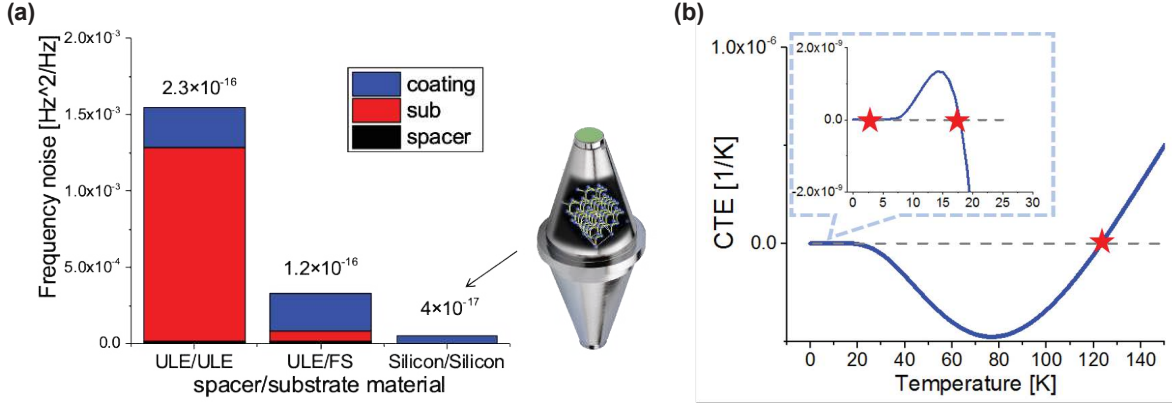 (a)
2.0x10⁻³
1.5x10⁻³
1.0x10⁻³
5.0x10⁻⁴
0.0
Frequency noise [Hz^2/Hz]
2.3×10⁻¹⁶
1.2×10⁻¹⁶
4×10⁻¹⁷
coating
sub
spacer
ULE/ULE
ULE/FS
Silicon/Silicon
spacer/substrate material
(b)
1.0x10⁻⁶
0.0
CTE [1/K]
2.0x10⁻⁹
0.0
-2.0x10⁻⁹
0 5 10 15 20 25 30
0 20 40 60 80 100 120 140
Temperature [K]